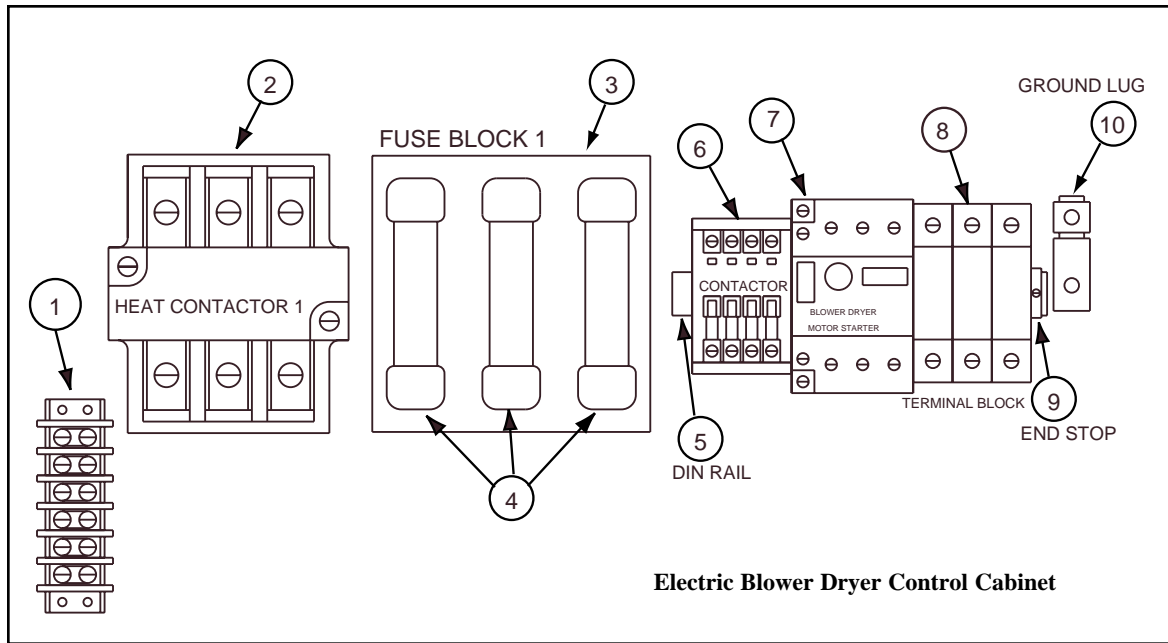 GROUND LUG
2
3
7
8
10
FUSE BLOCK 1
6
1
HEAT CONTACTOR 1
CONTACTOR
BLOWER DRYER
MOTOR STARTER
TERMINAL BLOCK
9
END STOP
5
DIN RAIL
4
Electric Blower Dryer Control Cabinet